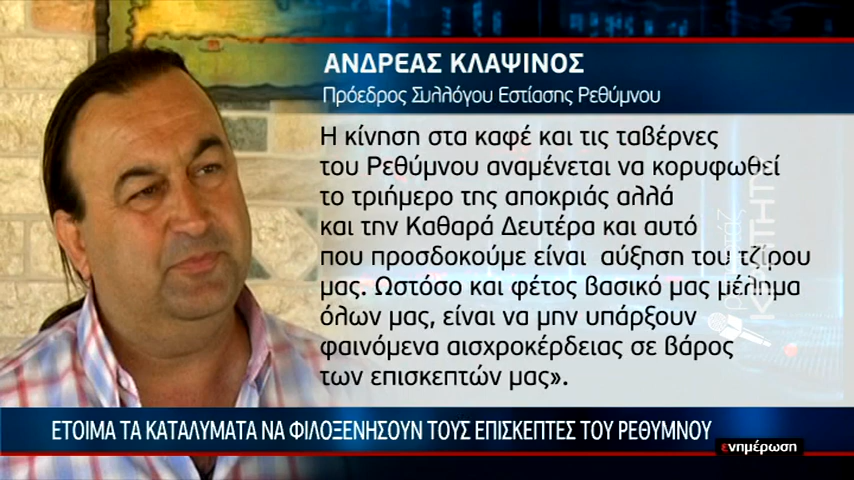 ΑΝΔΡΕΑΣ ΚΛΑΨΙΝΟΣ
Πρόεδρος Συλλόγου Εστίασης Ρεθύμνου
Η κίνηση στα καφέ και τις ταβέρνες
του Ρεθύμνου αναμένεται να κορυφωθεί
το τριήμερο της αποκριάς αλλά
και την Καθαρά Δευτέρα και αυτό
που προσδοκούμε είναι αύξηση του τζίρου
μας. Ωστόσο και φέτος βασικό μας μέλημα
όλων μας, είναι να μην υπάρξουν
φαινόμενα αισχροκέρδειας σε βάρος
των επισκεπτών μας».
ΕΤΟΙΜΑ ΤΑ ΚΑΤΑΛΥΜΑΤΑ ΝΑ ΦΙΛΟΞΕΝΗΣΟΥΝ ΤΟΥΣ ΕΠΙΣΚΕΠΤΕΣ ΤΟΥ ΡΕΘΥΜΝΟΥ
ενημέρωση